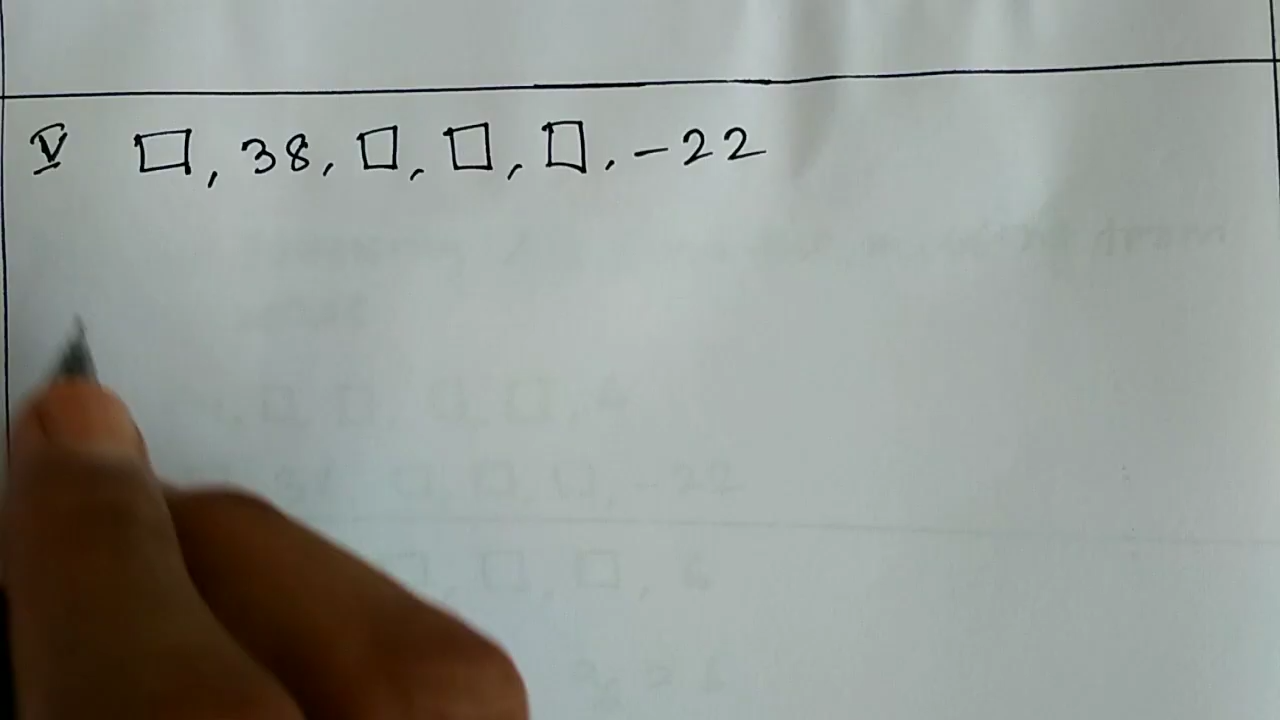 V □, 38, □, □, □, -22